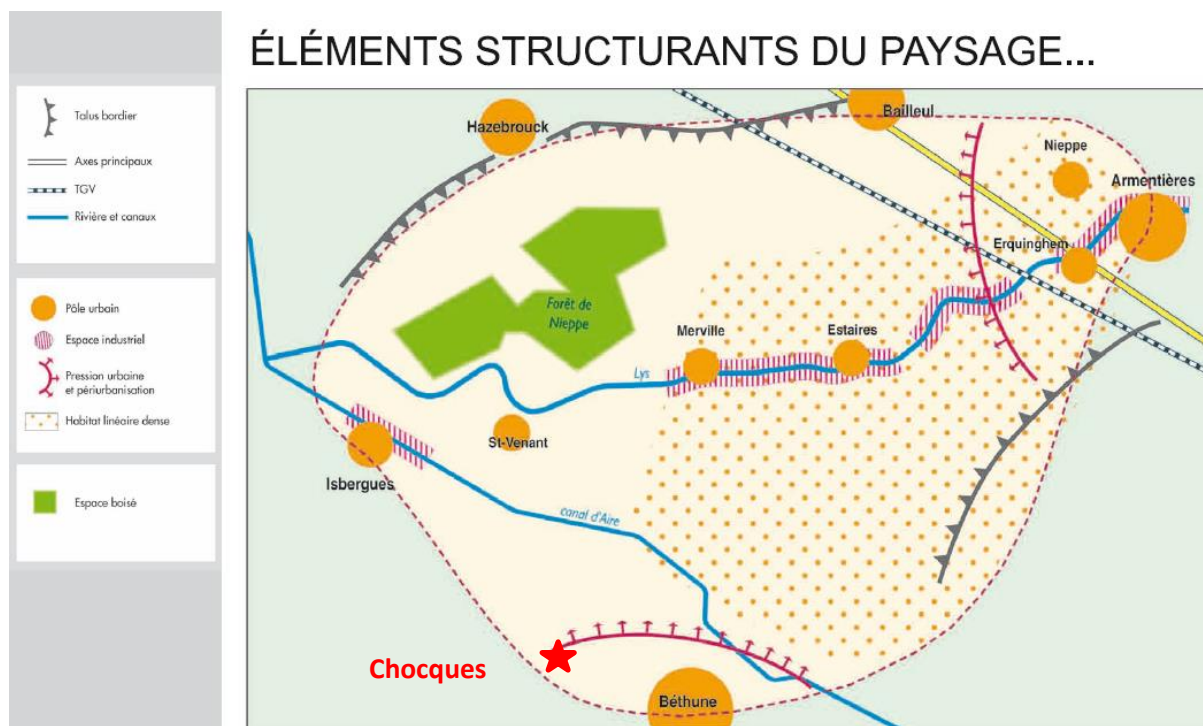 ÉLÉMENTS STRUCTURANTS DU PAYSAGE...
Talus bordier
Axes principaux
TGV
Rivière et canaux
Pôle urbain
Espace industriel
Pression urbaine
et périurbanisation
Habitat linéaire dense
Espace boisé
Hazebrouck
Bailleul
Nieppe
Armentières
Erquinghem
Forêt de
Nieppe
Merville
Estaires
Lys
St-Venant
Isbergues
canal d'Aire
Chocques
Béthune